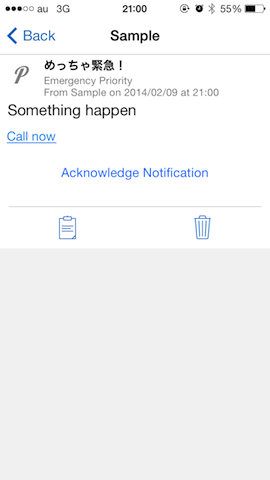 au 3G 21:00 55%
Back Sample
めっちゃ緊急！
Emergency Priority
From Sample on 2014/02/09 at 21:00
Something happen
Call now
Acknowledge Notification